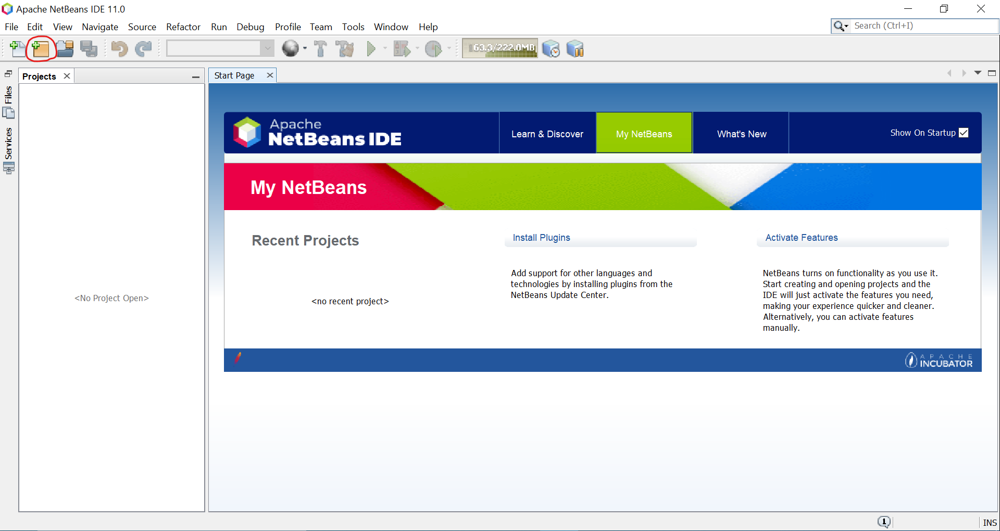 Apache NetBeans IDE 11.0
File Edit View Navigate Source Refactor Run Debug Profile Team Tools Window Help
Search (Ctrl+I)
63.3/222.0MB
Projects
Start Page
Files
Services
Apache
NetBeans IDE
Learn & Discover
My NetBeans
What's New
Show On Startup
My NetBeans
Recent Projects
<no recent project>
Install Plugins
Add support for other languages and
technologies by installing plugins from the
NetBeans Update Center.
Activate Features
NetBeans turns on functionality as you use it.
Start creating and opening projects and the
IDE will just activate the features you need,
making your experience quicker and cleaner.
Alternatively, you can activate features
manually.
<No Project Open>
APACHE
INCUBATOR
1
INS